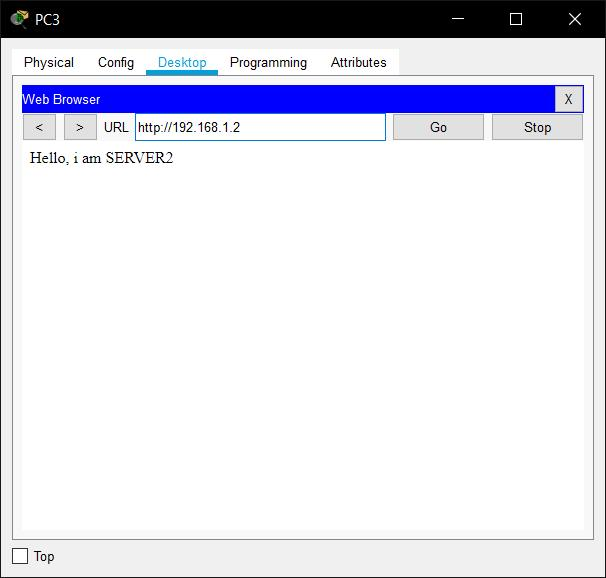 PC3
Physical Config Desktop Programming Attributes
Web Browser X
< > URL http://192.168.1.2 Go Stop
Hello, i am SERVER2
Top